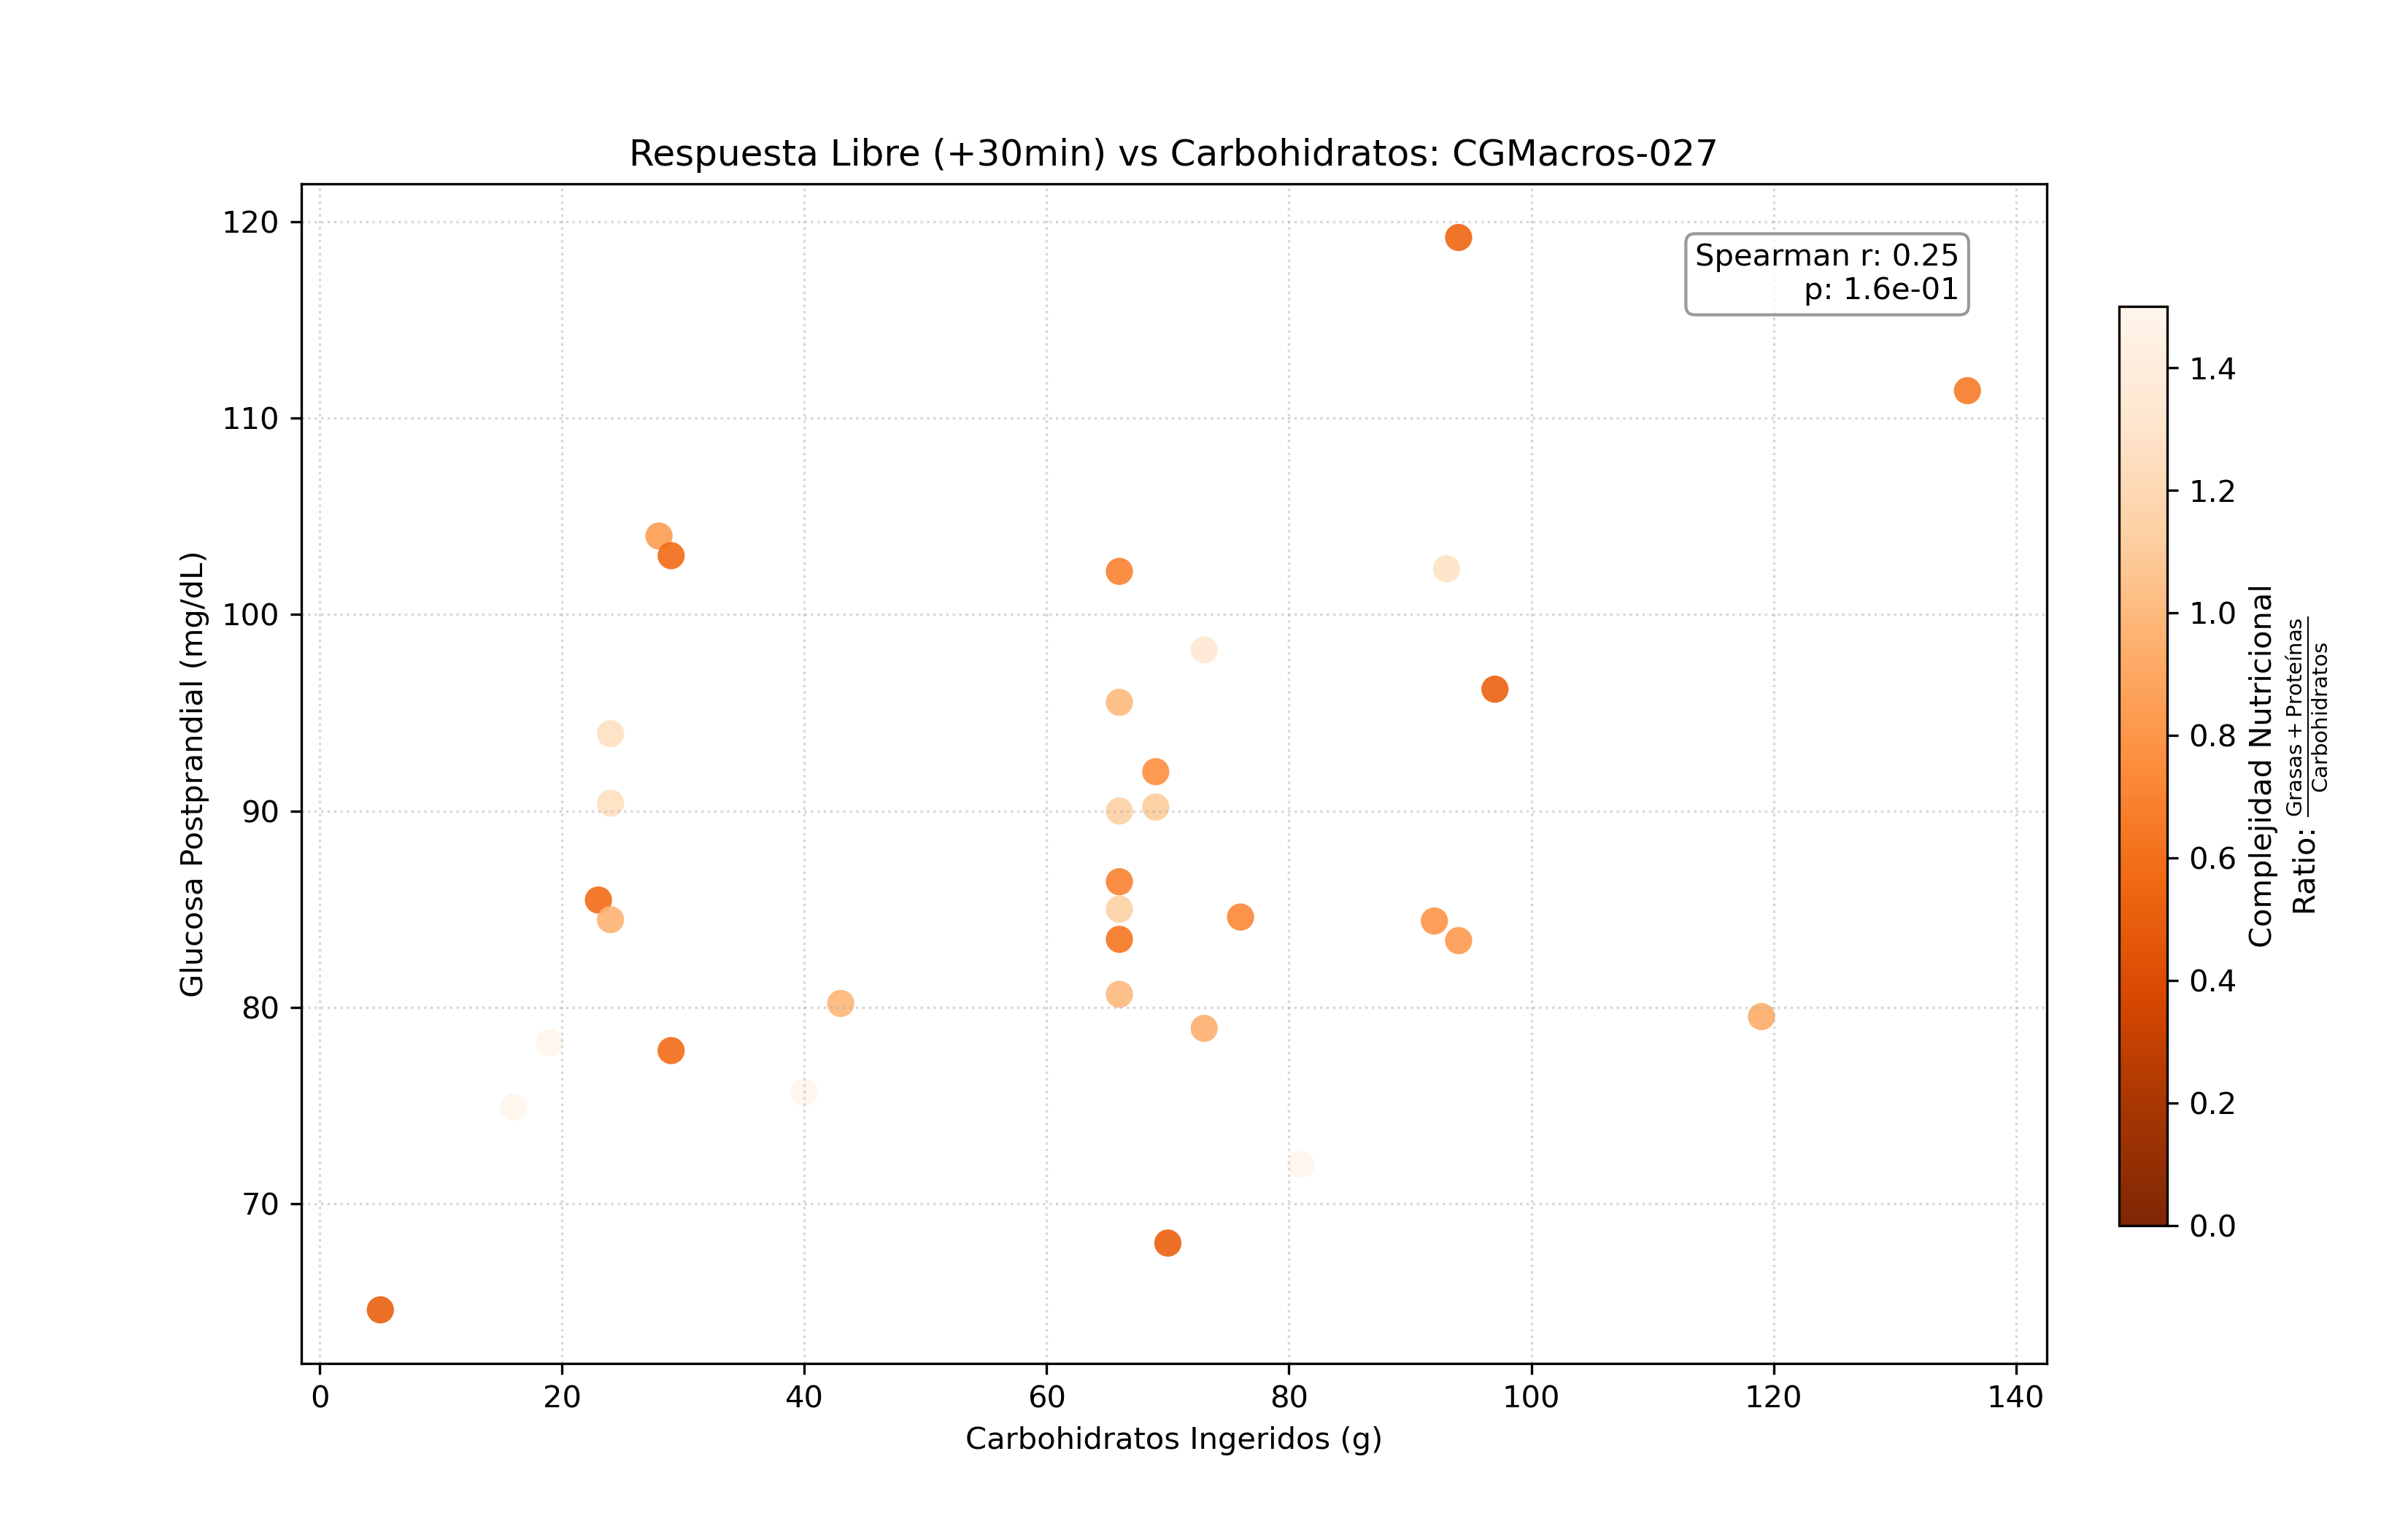 Respuesta Libre (+30min) vs Carbohidratos: CGMacros-027
Spearman r: 0.25
p: 1.6e-01
Glucosa Postprandial (mg/dL)
120
110
100
90
80
70
0
20
40
60
80
100
120
140
Carbohidratos Ingeridos (g)
1.4
1.2
1.0
0.8
0.6
0.4
0.2
0.0
Complejidad Nutricional
Ratio: Grasas + Proteínas
Carbohidratos